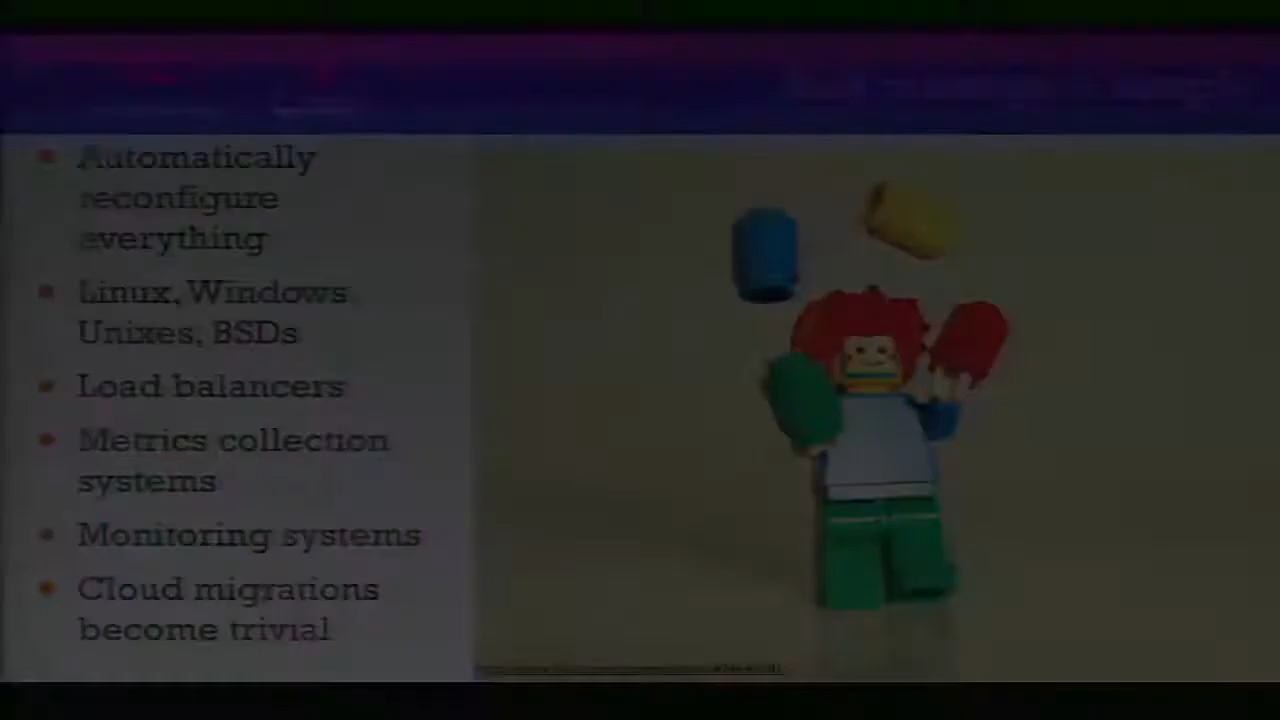 Automatically
reconfigure
everything
Linux, Windows
Unixes, BSDs
Load balancers
Metrics collection
systems
Monitoring systems
Cloud migrations
become trivial